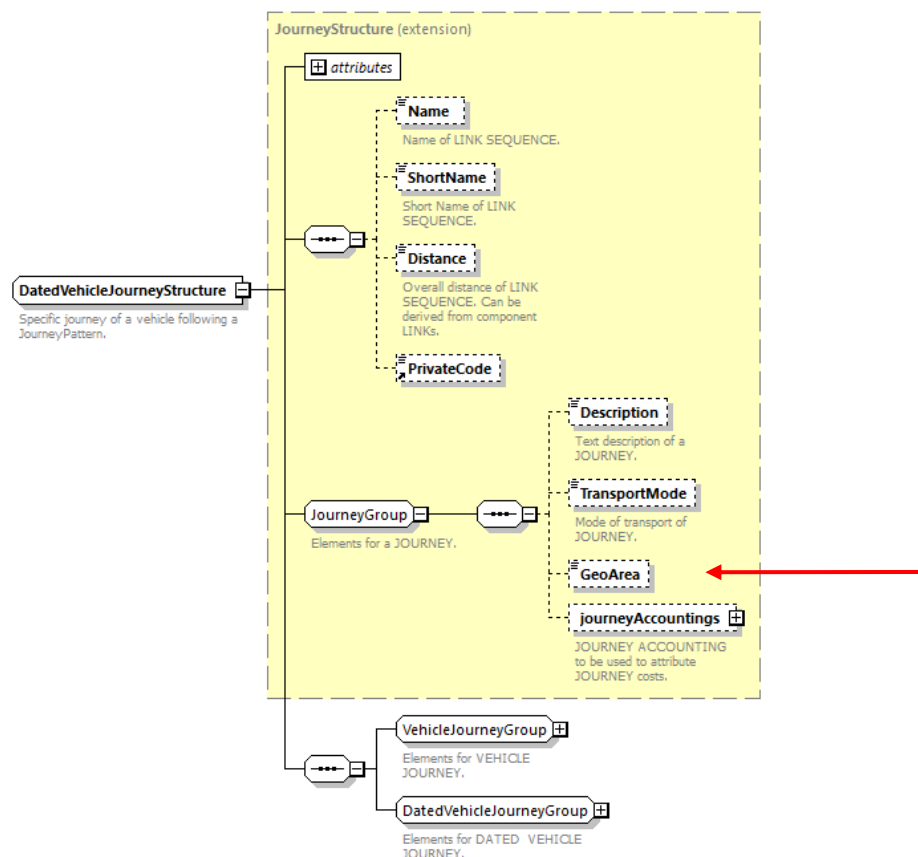 JourneyStructure (extension)
attributes
Name
Name of LINK SEQUENCE.
ShortName
Short Name of LINK
SEQUENCE.
Distance
Overall distance of LINK
SEQUENCE. Can be
derived from component
LINKs.
PrivateCode
DatedVehicleJourneyStructure
Specific journey of a vehicle following a
JourneyPattern.
JourneyGroup
Elements for a JOURNEY.
Description
Text description of a
JOURNEY.
TransportMode
Mode of transport of
JOURNEY.
GeoArea
journeyAccountings
JOURNEY ACCOUNTING
to be used to attribute
JOURNEY costs.
VehicleJourneyGroup
Elements for VEHICLE
JOURNEY.
DatedVehicleJourneyGroup
Elements for DATED VEHICLE
JOURNEY.